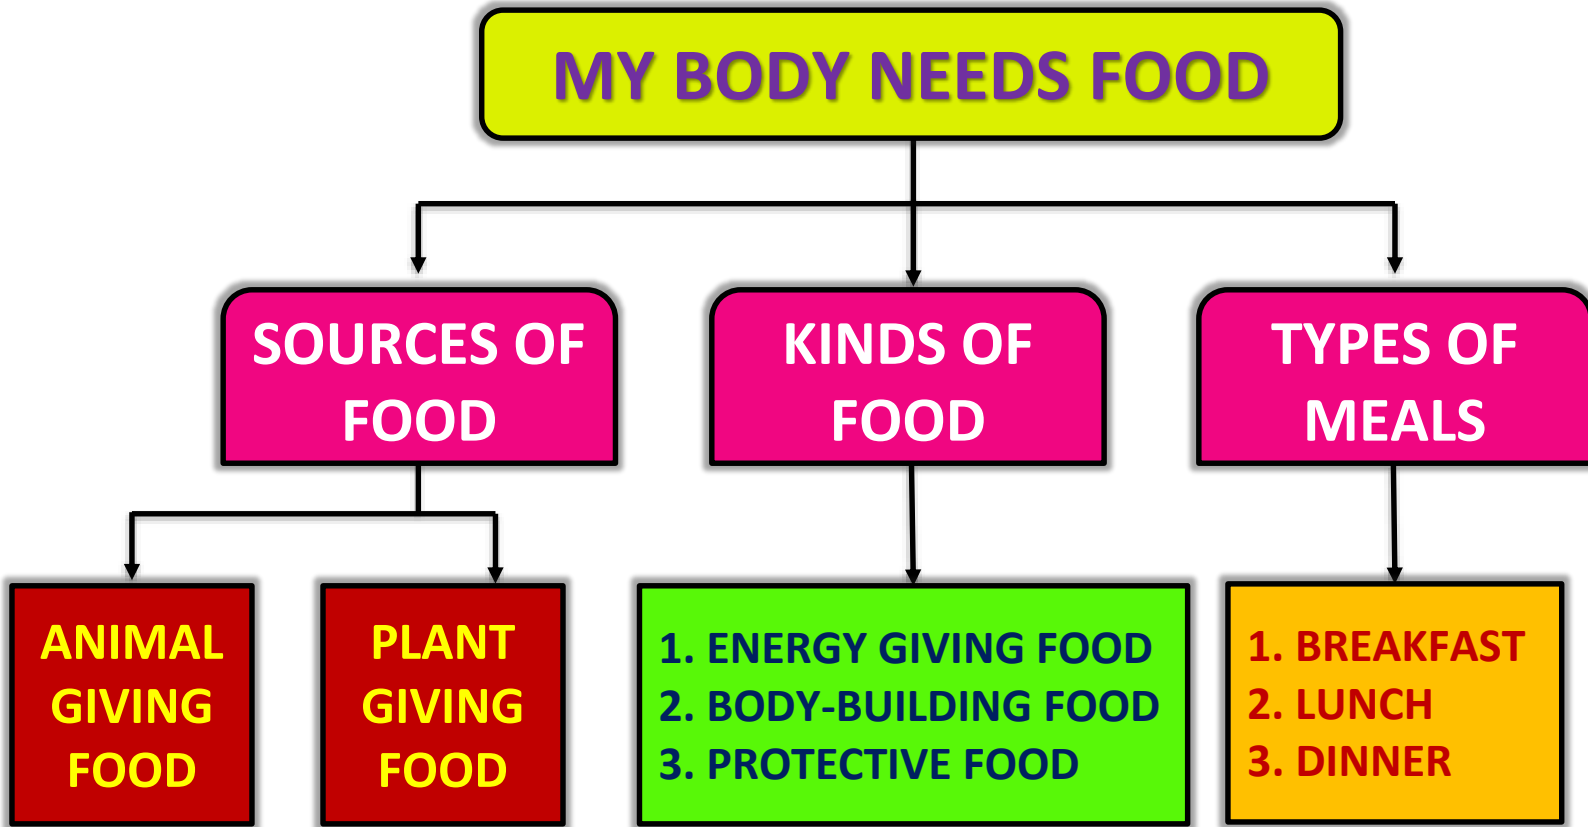 MY BODY NEEDS FOOD
SOURCES OF
FOOD
KINDS OF
FOOD
TYPES OF
MEALS
ANIMAL
GIVING
FOOD
PLANT
GIVING
FOOD
1. ENERGY GIVING FOOD
2. BODY-BUILDING FOOD
3. PROTECTIVE FOOD
1. BREAKFAST
2. LUNCH
3. DINNER